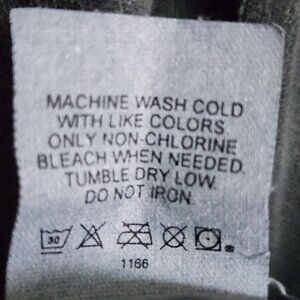 MACHINE WASH COLD
WITH LIKE COLORS
ONLY NON-CHLORINE
BLEACH WHEN NEEDED.
TUMBLE DRY LOW.
DO NOT IRON.
30
1166